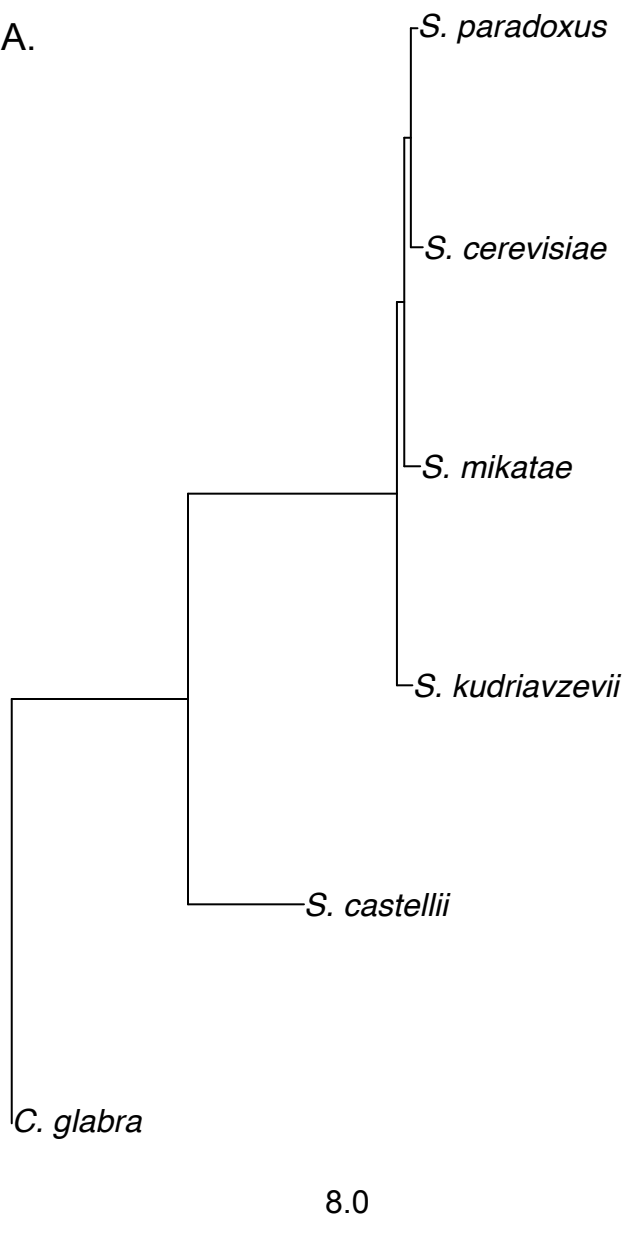 A.
S. paradoxus
S. cerevisiae
S. mikatae
S. kudriavzevii
S. castellii
C. glabra
8.0